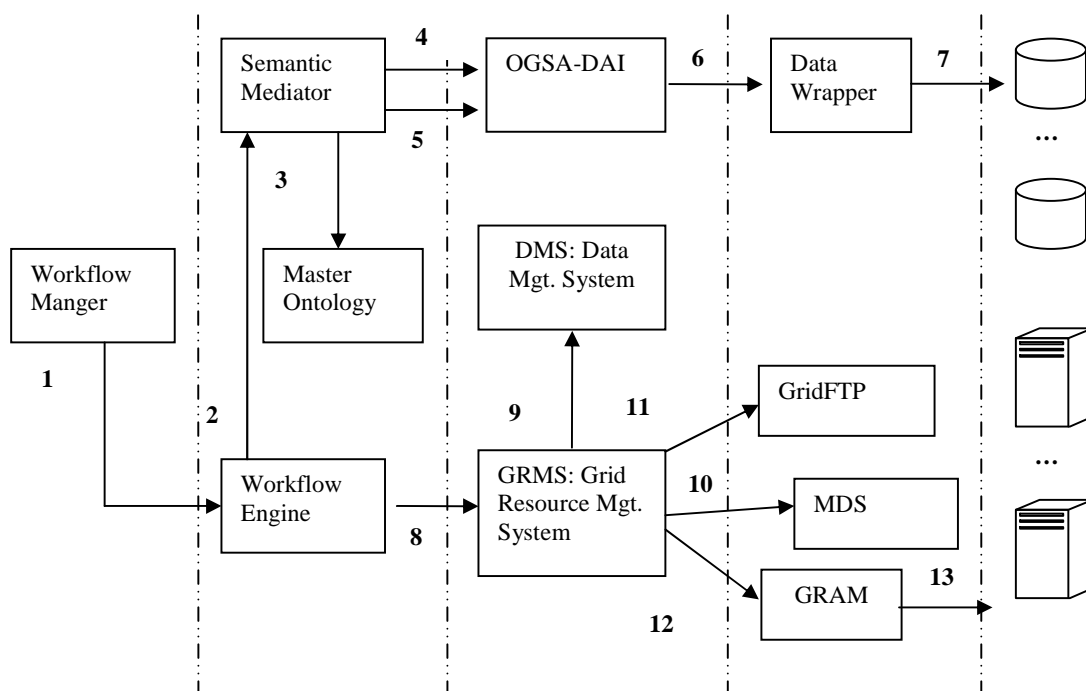 4
Semantic
Mediator
OGSA-DAI
6
Data
Wrapper
7
5
...
3
Workflow
Manger
Master
Ontology
DMS: Data
Mgt. System
1
2
9
11
GridFTP
Workflow
Engine
8
GRMS: Grid
Resource Mgt.
System
10
...
MDS
12
GRAM
13